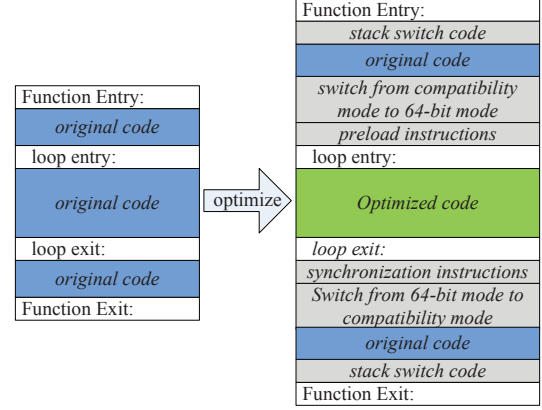 Function Entry:
original code
loop entry:
original code
loop exit:
original code
Function Exit:
optimize
Function Entry:
stack switch code
original code
switch from compatibility
mode to 64-bit mode
preload instructions
loop entry:
Optimized code
loop exit:
synchronization instructions
Switch from 64-bit mode to
compatibility mode
original code
stack switch code
Function Exit: